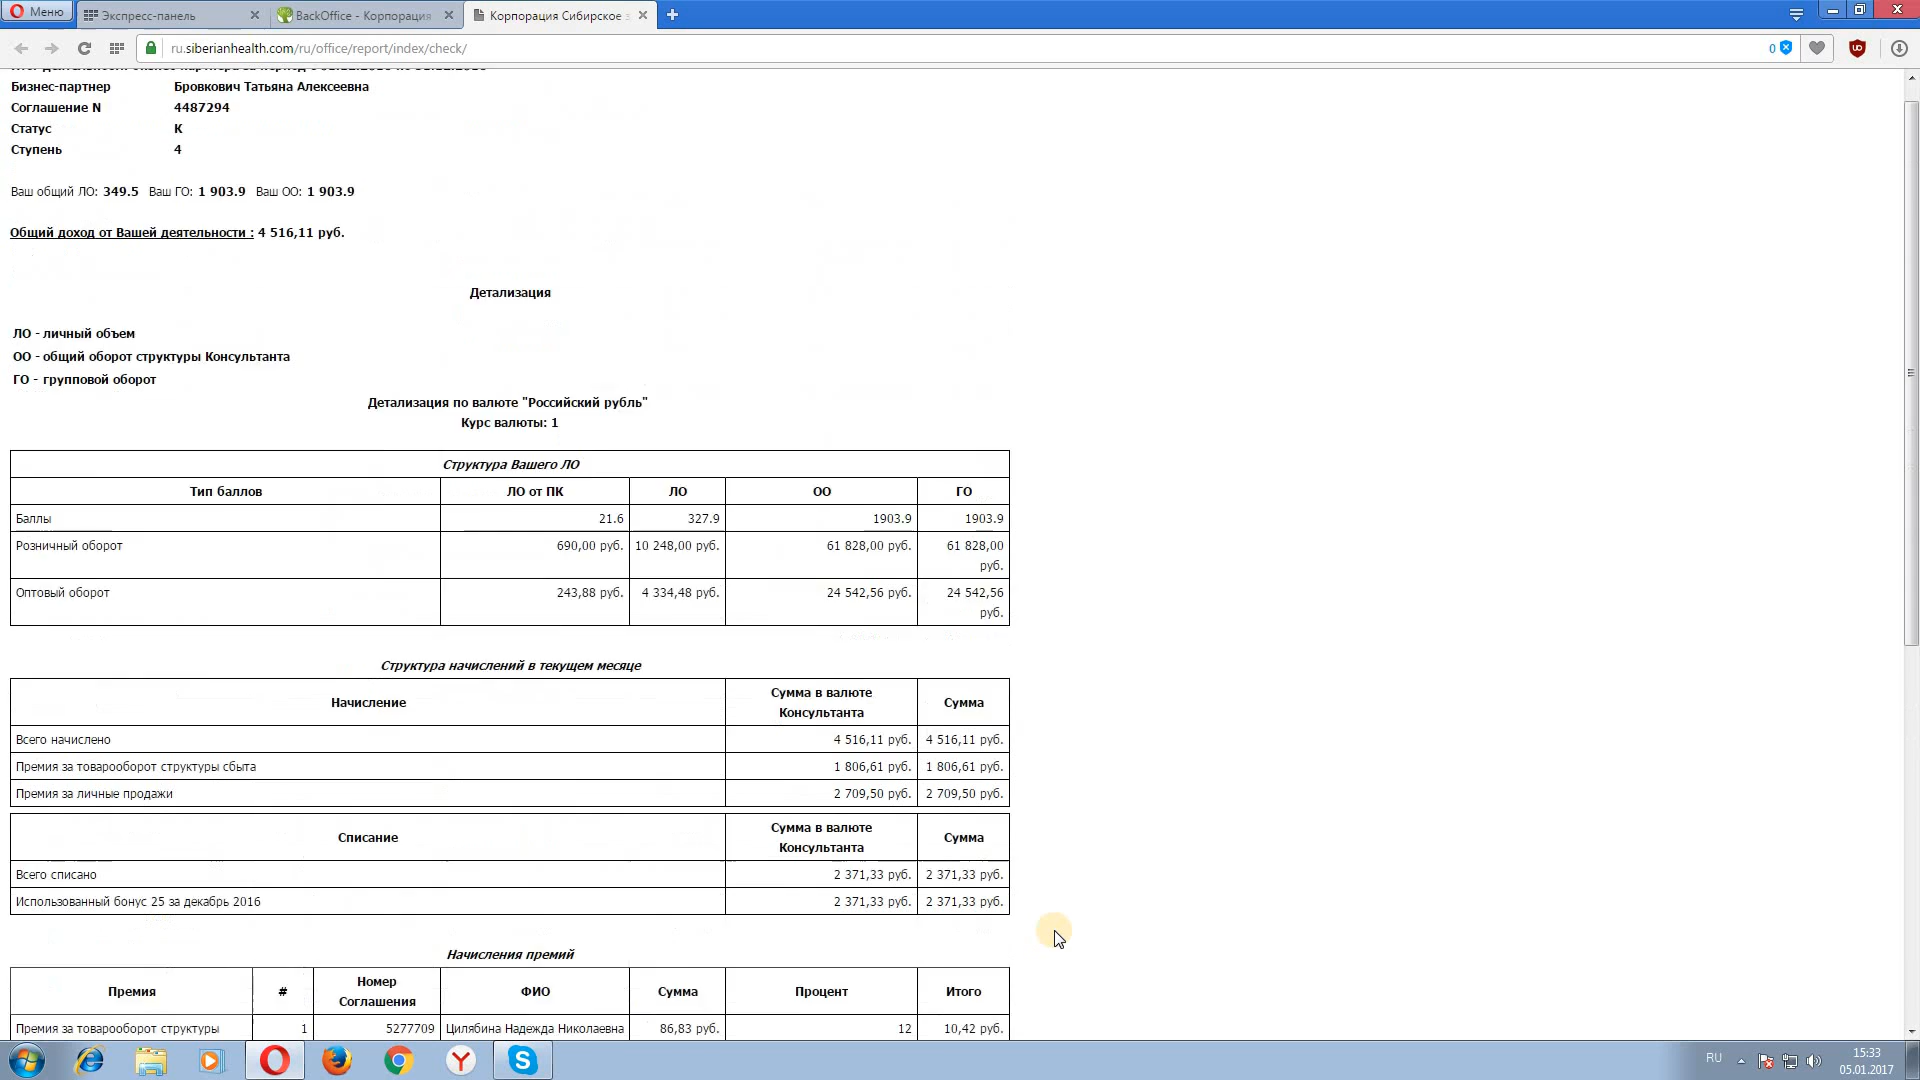 Меню
Экспресс-панель
BackOffice - Корпорация
Корпорация Сибирское з
ru.siberianhealth.com/ru/office/report/index/check/
0
Бизнес-партнер Бровкович Татьяна Алексеевна
Соглашение N 4487294
Статус К
Ступень 4
Ваш общий ЛО: 349.5 Ваш ГО: 1 903.9 Ваш ОО: 1 903.9
Общий доход от Вашей деятельности : 4 516,11 руб.
Детализация
ЛО - личный объем
ОО - общий оборот структуры Консультанта
ГО - групповой оборот
Детализация по валюте "Российский рубль"
Курс валюты: 1
Структура Вашего ЛО
Тип баллов ЛО от ПК ЛО ОО ГО
Баллы 21.6 327.9 1903.9 1903.9
Розничный оборот 690,00 руб. 10 248,00 руб. 61 828,00 руб. 61 828,00
руб.
Оптовый оборот 243,88 руб. 4 334,48 руб. 24 542,56 руб. 24 542,56
руб.
Структура начислений в текущем месяце
Начисление Сумма в валюте Консультанта Сумма
Всего начислено 4 516,11 руб. 4 516,11 руб.
Премия за товарооборот структуры сбыта 1 806,61 руб. 1 806,61 руб.
Премия за личные продажи 2 709,50 руб. 2 709,50 руб.
Списание Сумма в валюте Консультанта Сумма
Всего списано 2 371,33 руб. 2 371,33 руб.
Использованный бонус 25 за декабрь 2016 2 371,33 руб. 2 371,33 руб.
Начисления премий
Премия # Номер Соглашения ФИО Сумма Процент Итого
Премия за товарооборот структуры 1 5277709 Цилябина Надежда Николаевна 86,83 руб. 12 10,42 руб.
RU
15:33
05.01.2017